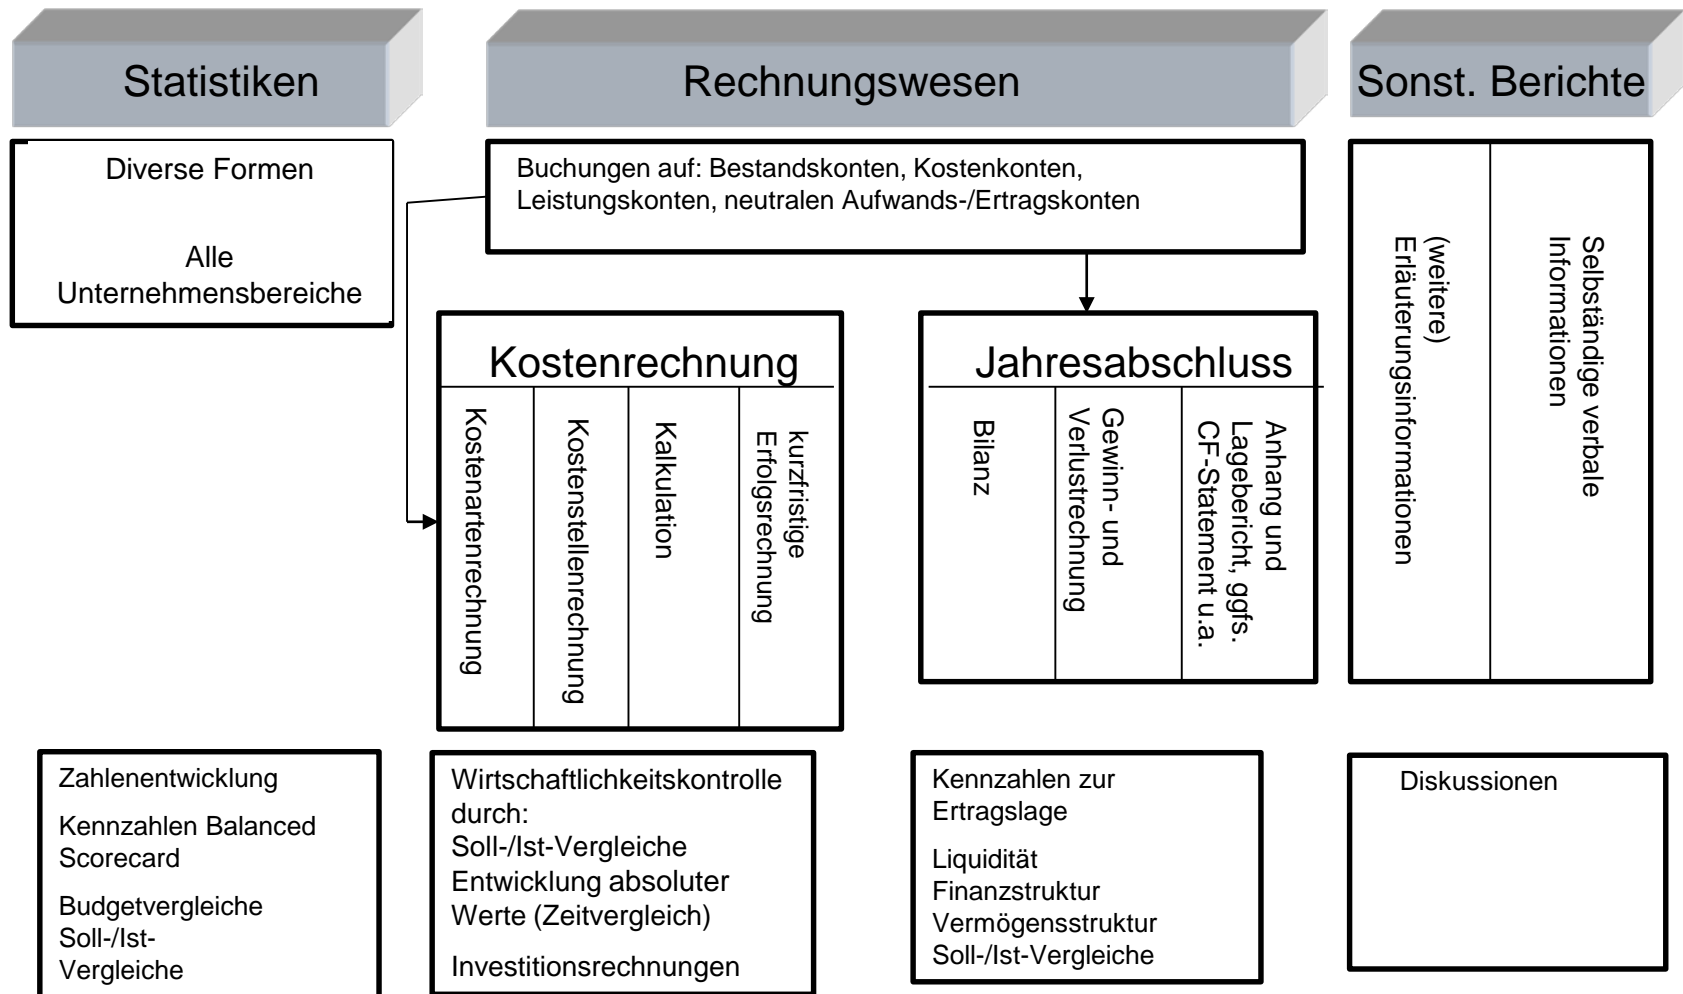 Statistiken
Rechnungswesen
Sonst. Berichte
Diverse Formen
Alle
Unternehmensbereiche
Buchungen auf: Bestandskonten, Kostenkonten,
Leistungskonten, neutralen Aufwands-/Ertragskonten
Kostenrechnung
Kostenartenrechnung
Kostenstellenrechnung
Kalkulation
kurzfristige
Erfolgsrechnung
Jahresabschluss
Bilanz
Gewinn- und
Verlustrechnung
Anhang und
Lagebericht, ggfs.
CF-Statement u.a.
(weitere)
Erläuterungsinformationen
Selbständige verbale
Informationen
Zahlenentwicklung
Kennzahlen Balanced
Scorecard
Budgetvergleiche
Soll-/Ist-
Vergleiche
Wirtschaftlichkeitskontrolle
durch:
Soll-/Ist-Vergleiche
Entwicklung absoluter
Werte (Zeitvergleich)
Investitionsrechnungen
Kennzahlen zur
Ertragslage
Liquidität
Finanzstruktur
Vermögensstruktur
Soll-/Ist-Vergleiche
Diskussionen